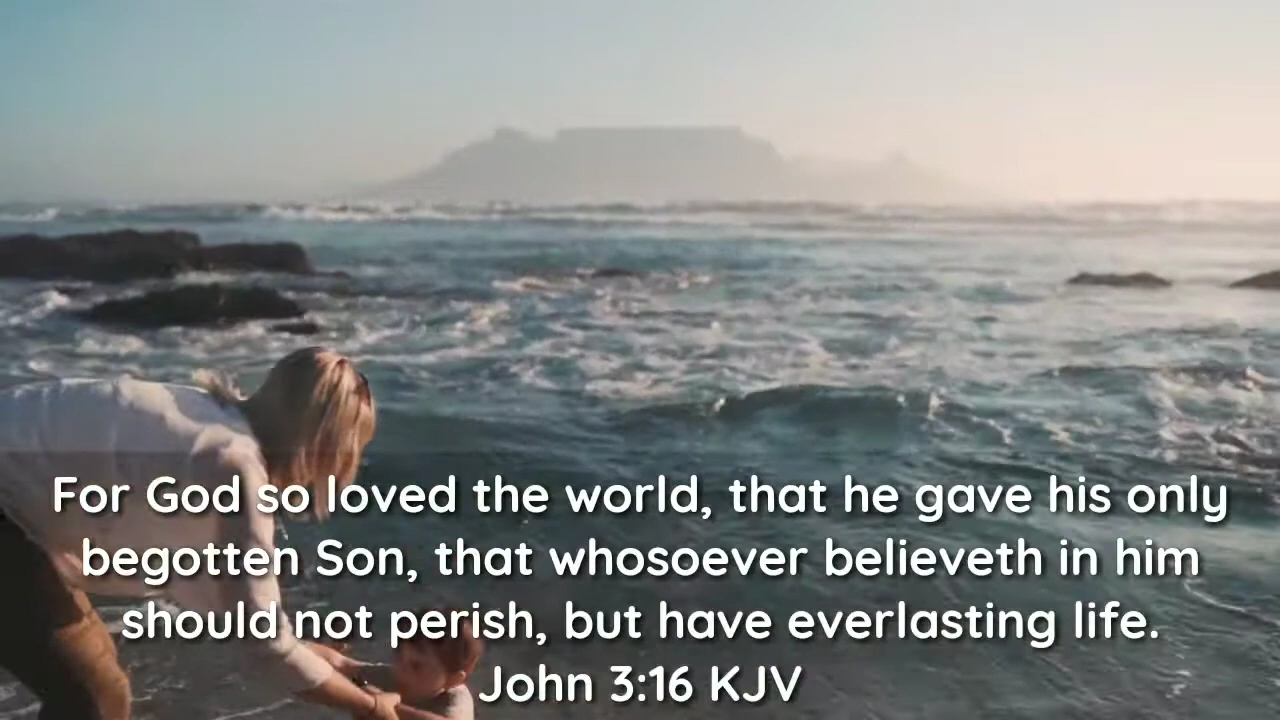 For God so loved the world, that he gave his only
begotten Son, that whosoever believeth in him
should not perish, but have everlasting life.
John 3:16 KJV